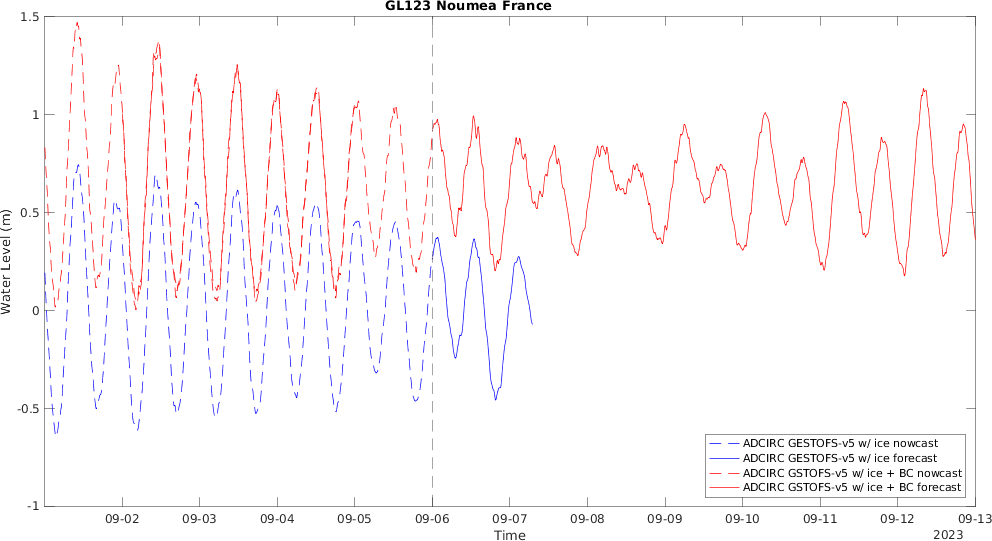 GL123 Noumea France
Water Level (m)
1.5
1
0.5
0
-0.5
-1
ADCIRC GESTOFS-v5 w/ ice nowcast
ADCIRC GESTOFS-v5 w/ ice forecast
ADCIRC GSTOFS-v5 w/ ice + BC nowcast
ADCIRC GSTOFS-v5 w/ ice + BC forecast
09-02 09-03 09-04 09-05 09-06 09-07 09-08 09-09 09-10 09-11 09-12 09-13
Time
2023